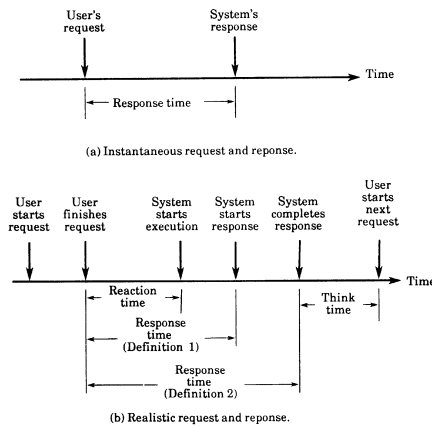 User's System's
request response
Time
Response time
(a) Instantaneous request and reponse.
User
User User System System System starts
starts finishes starts starts completes next
request request execution response response request
Time
Reaction
time
Think
time
Response
time
(Definition 1)
Response
time
(Definition 2)
(b) Realistic request and reponse.